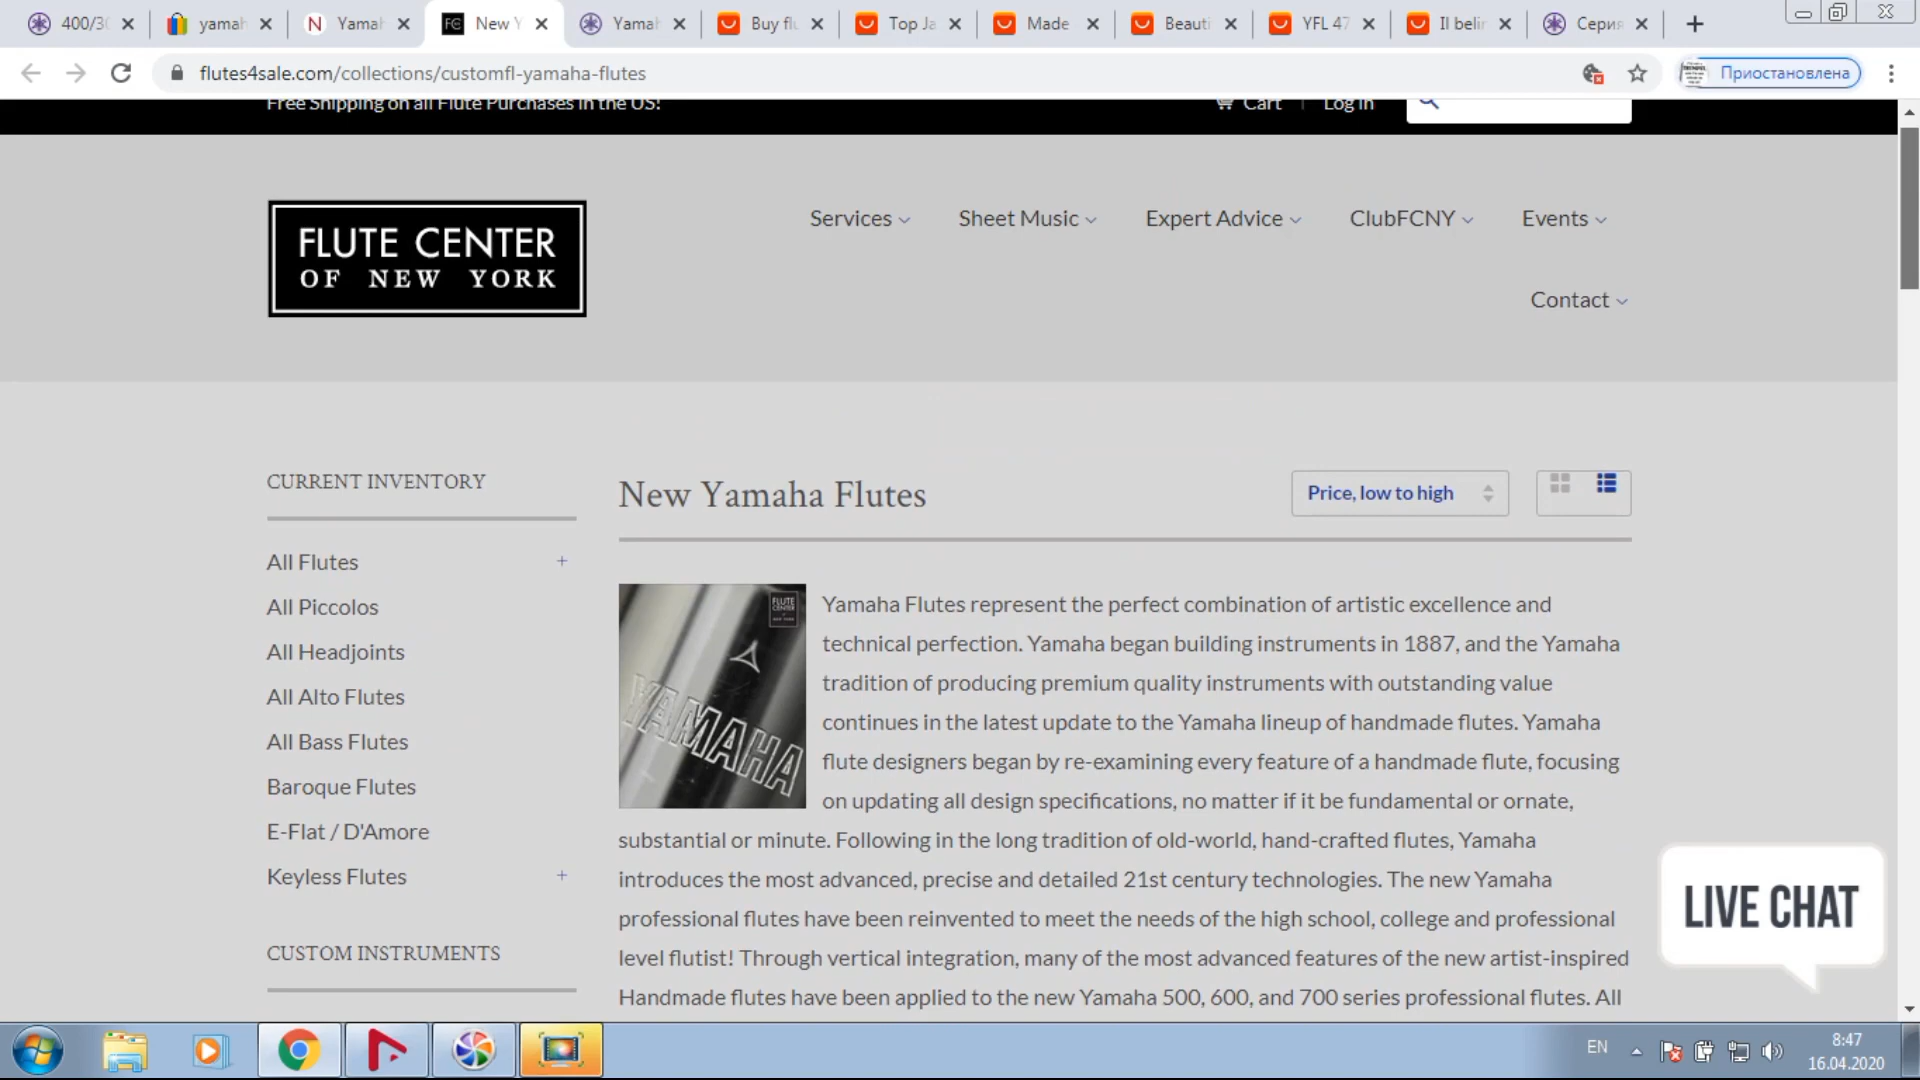 400/30
yamah
Yamah
New Y
Yamah
Buy flu
Top Ja
Made
Beauti
YFL 47
Il belir
Серия
flutes4sale.com/collections/customfl-yamaha-flutes
Приостановлена
Free Shipping on all Flute Purchases in the US!
Cart
Log in
FLUTE CENTER
OF NEW YORK
Services
Sheet Music
Expert Advice
ClubFCNY
Events
Contact
CURRENT INVENTORY
All Flutes
All Piccolos
All Headjoints
All Alto Flutes
All Bass Flutes
Baroque Flutes
E-Flat / D'Amore
Keyless Flutes
CUSTOM INSTRUMENTS
New Yamaha Flutes
Price, low to high
FLUTE
CENTER
YAMAHA
Yamaha Flutes represent the perfect combination of artistic excellence and
technical perfection. Yamaha began building instruments in 1887, and the Yamaha
tradition of producing premium quality instruments with outstanding value
continues in the latest update to the Yamaha lineup of handmade flutes. Yamaha
flute designers began by re-examining every feature of a handmade flute, focusing
on updating all design specifications, no matter if it be fundamental or ornate,
substantial or minute. Following in the long tradition of old-world, hand-crafted flutes, Yamaha
introduces the most advanced, precise and detailed 21st century technologies. The new Yamaha
professional flutes have been reinvented to meet the needs of the high school, college and professional
level flutist! Through vertical integration, many of the most advanced features of the new artist-inspired
Handmade flutes have been applied to the new Yamaha 500, 600, and 700 series professional flutes. All
LIVE CHAT
EN
8:47
16.04.2020